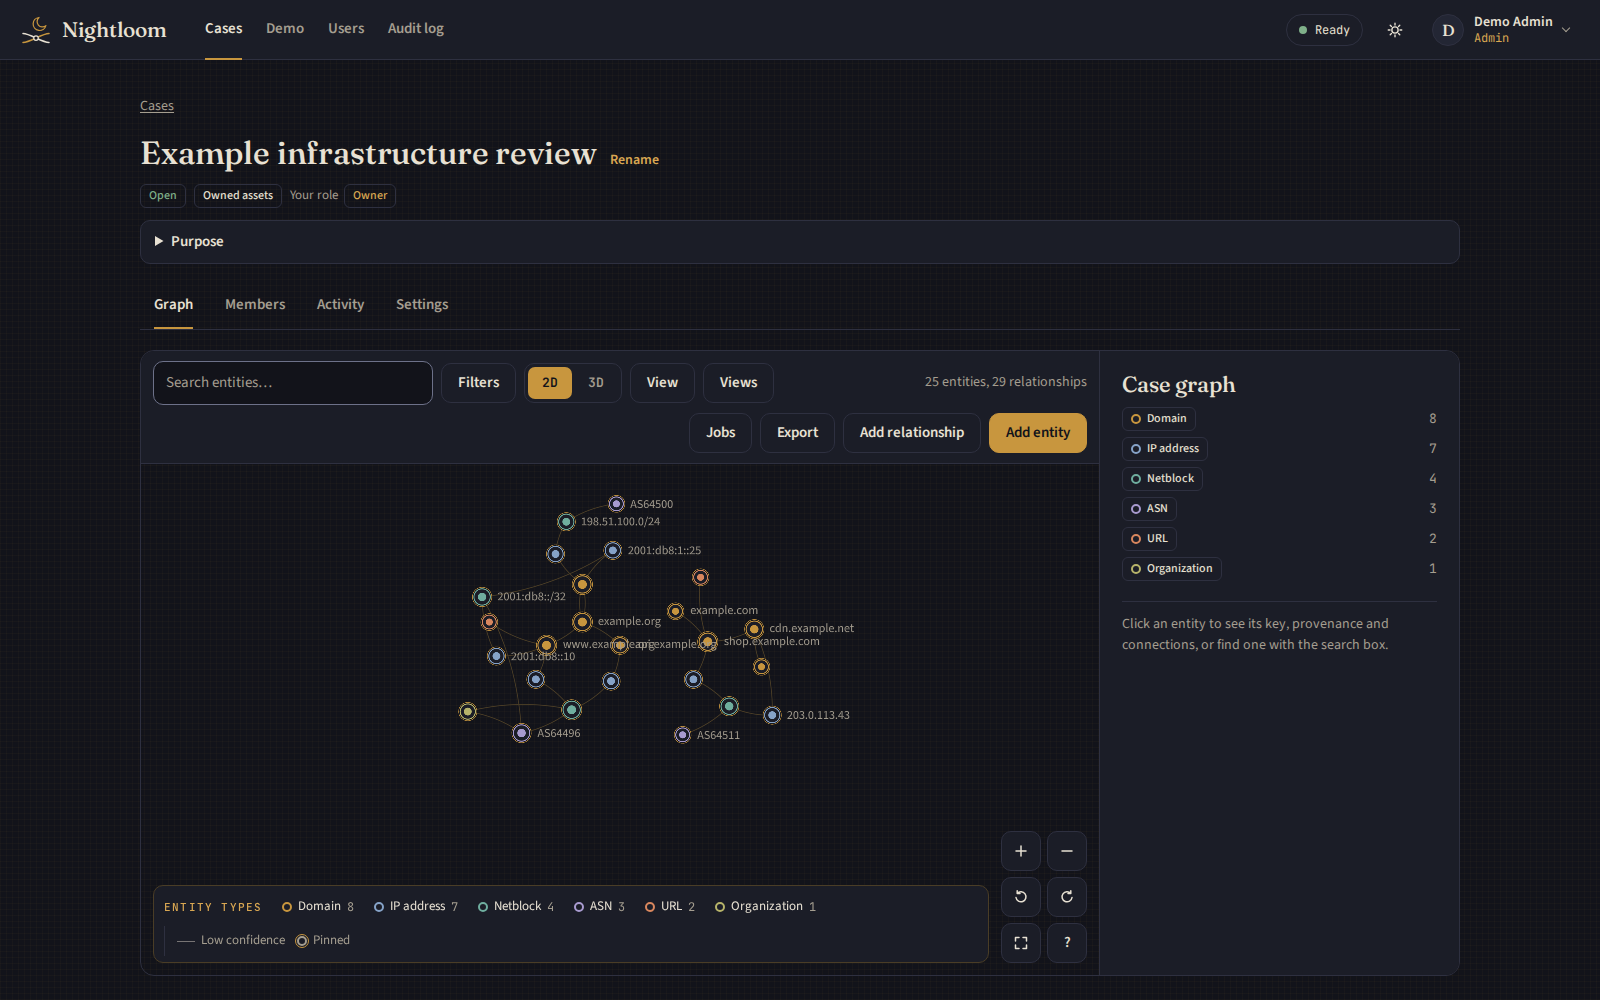 Nightloom Cases Demo Users Audit log Ready D Demo Admin
Admin
Cases
Example infrastructure review Rename
Open Owned assets Your role Owner
Purpose
Graph Members Activity Settings
Search entities… Filters 2D 3D View Views 25 entities, 29 relationships
Jobs Export Add relationship Add entity
AS64500
198.51.100.0/24
2001:db8:1::25
2001:db8::/32
example.com
example.org
cdn.example.net
shop.example.com
2001:db8::10
203.0.113.43
AS64496
AS64511
+ −
ENTITY TYPES Domain 8 IP address 7 Netblock 4 ASN 3 URL 2 Organization 1
Low confidence Pinned
?
Case graph
Domain 8
IP address 7
Netblock 4
ASN 3
URL 2
Organization 1
Click an entity to see its key, provenance and
connections, or find one with the search box.